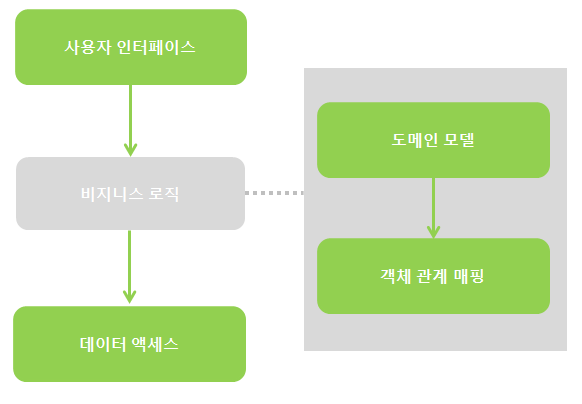 사용자 인터페이스
비지니스 로직
데이터 액세스
도메인 모델
객체 관계 매핑